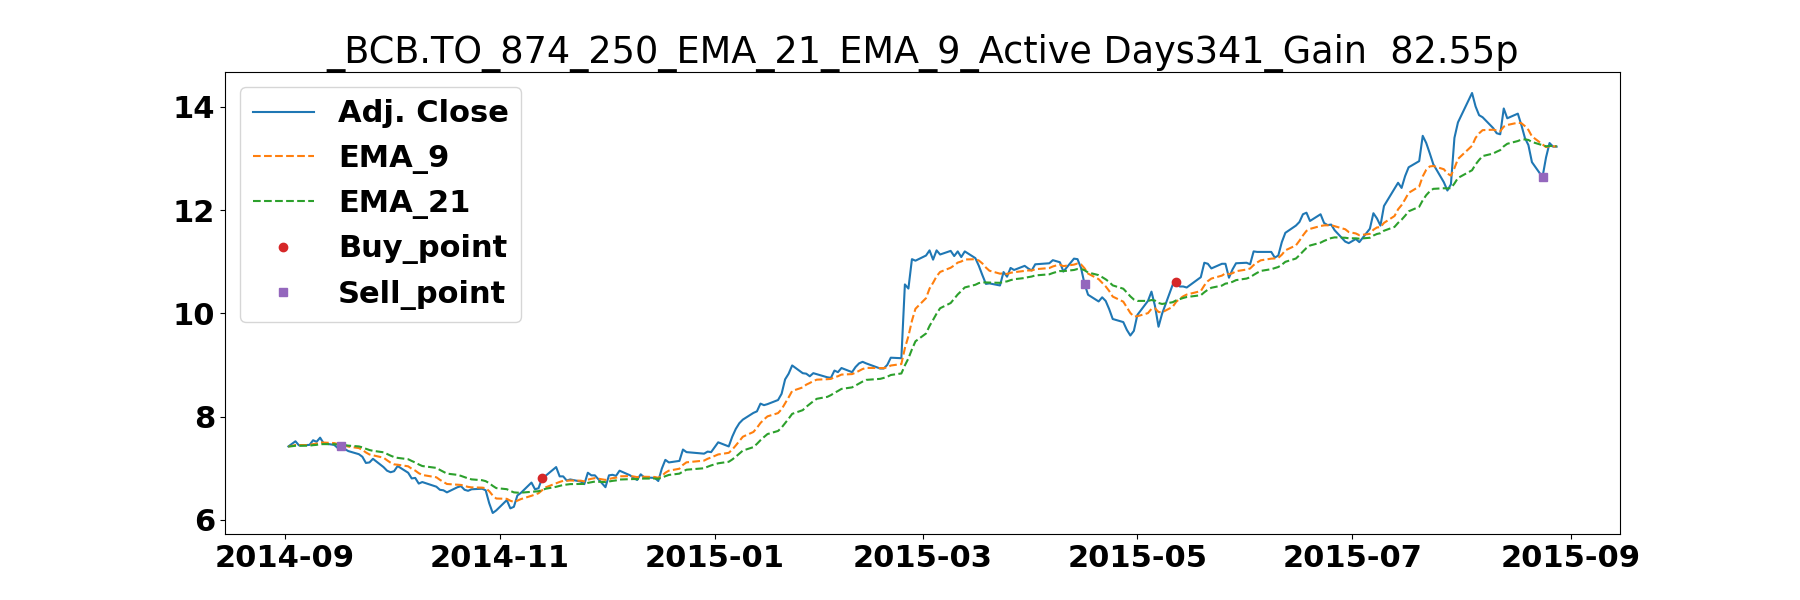 _BCB.TO_874_250_EMA_21_EMA_9_Active Days341_Gain  82.55p
Adj. Close
EMA_9
EMA_21
Buy_point
Sell_point
14
12
10
8
6
2014-09 2014-11 2015-01 2015-03 2015-05 2015-07 2015-09